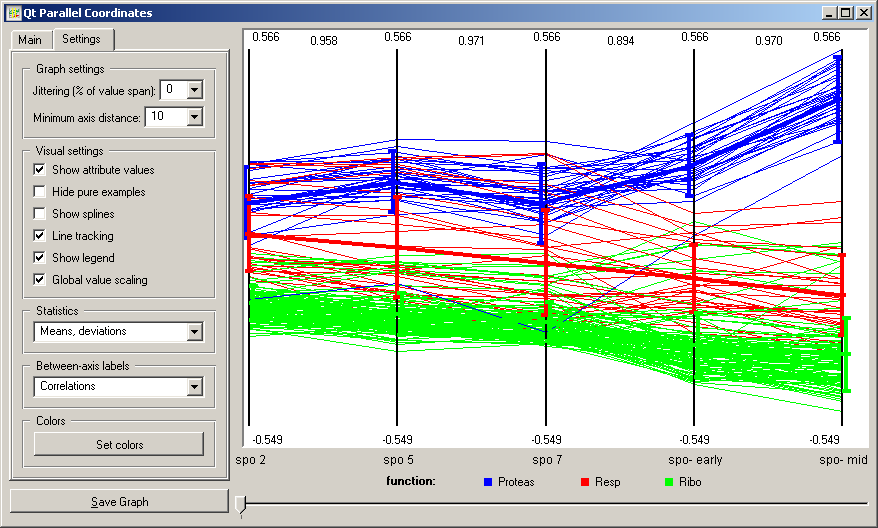 Qt Parallel Coordinates
Main Settings
Graph settings
Jittering (% of value span): 0
Minimum axis distance: 10
Visual settings
Show attribute values
Hide pure examples
Show splines
Line tracking
Show legend
Global value scaling
Statistics
Means, deviations
Between-axis labels
Correlations
Colors
Set colors
Save Graph
0.566 0.958 0.566 0.971 0.566 0.894 0.566 0.970 0.566
-0.549 -0.549 -0.549 -0.549 -0.549
spo 2 spo 5 spo 7 spo- early spo- mid
function: Proteas Resp Ribo